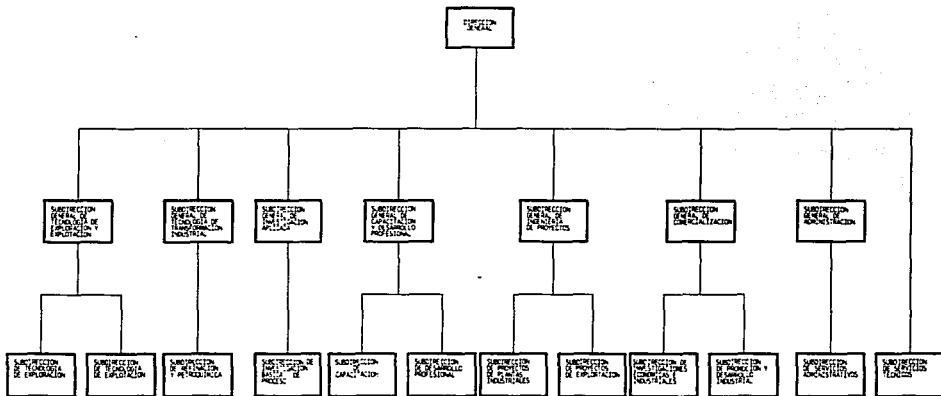 DIRECCION
GENERAL
SUBDIRECCION
GENERAL DE
TECNOLOGIA DE
EXPLORACION Y
EXPLOTACION
SUBDIRECCION
GENERAL DE
TECNOLOGIA DE
TRANSFORMACION
INDUSTRIAL
SUBDIRECCION
GENERAL DE
INVESTIGACION
APLICADA
SUBDIRECCION
GENERAL DE
CAPACITACION
Y DESARROLLO
PROFESIONAL
SUBDIRECCION
GENERAL DE
INGENIERIA
DE PROYECTOS
SUBDIRECCION
GENERAL DE
COMERCIALIZACION
SUBDIRECCION
GENERAL DE
ADMINISTRACION
SUBDIRECCION
DE TECNOLOGIA
DE EXPLORACION
SUBDIRECCION
DE TECNOLOGIA
DE EXPLOTACION
SUBDIRECCION
DE REFINACION
Y PETROQUIMICA
SUBDIRECCION DE
INVESTIGACION
BASICA DE
PROCESC
SUBDIRECCION
DE
CAPACITACION
SUBDIRECCION
DE DESARROLLO
PROFESIONAL
SUBDIRECCION
DE PROYECTOS
DE PLANTAS
INDUSTRIALES
SUBDIRECCION
DE PROYECTOS
DE EXPLOTACION
SUBDIRECCION DE
INVESTIGACIONES
ECONOMICAS E
INDUSTRIALES
SUBDIRECCION
DE PROMOCION Y
DESARROLLO
INDUSTRIAL
SUBDIRECCION
DE SERVICIOS
ADMINISTRATIVOS
SUBDIRECCION
DE SERVICIOS
TECNICOS